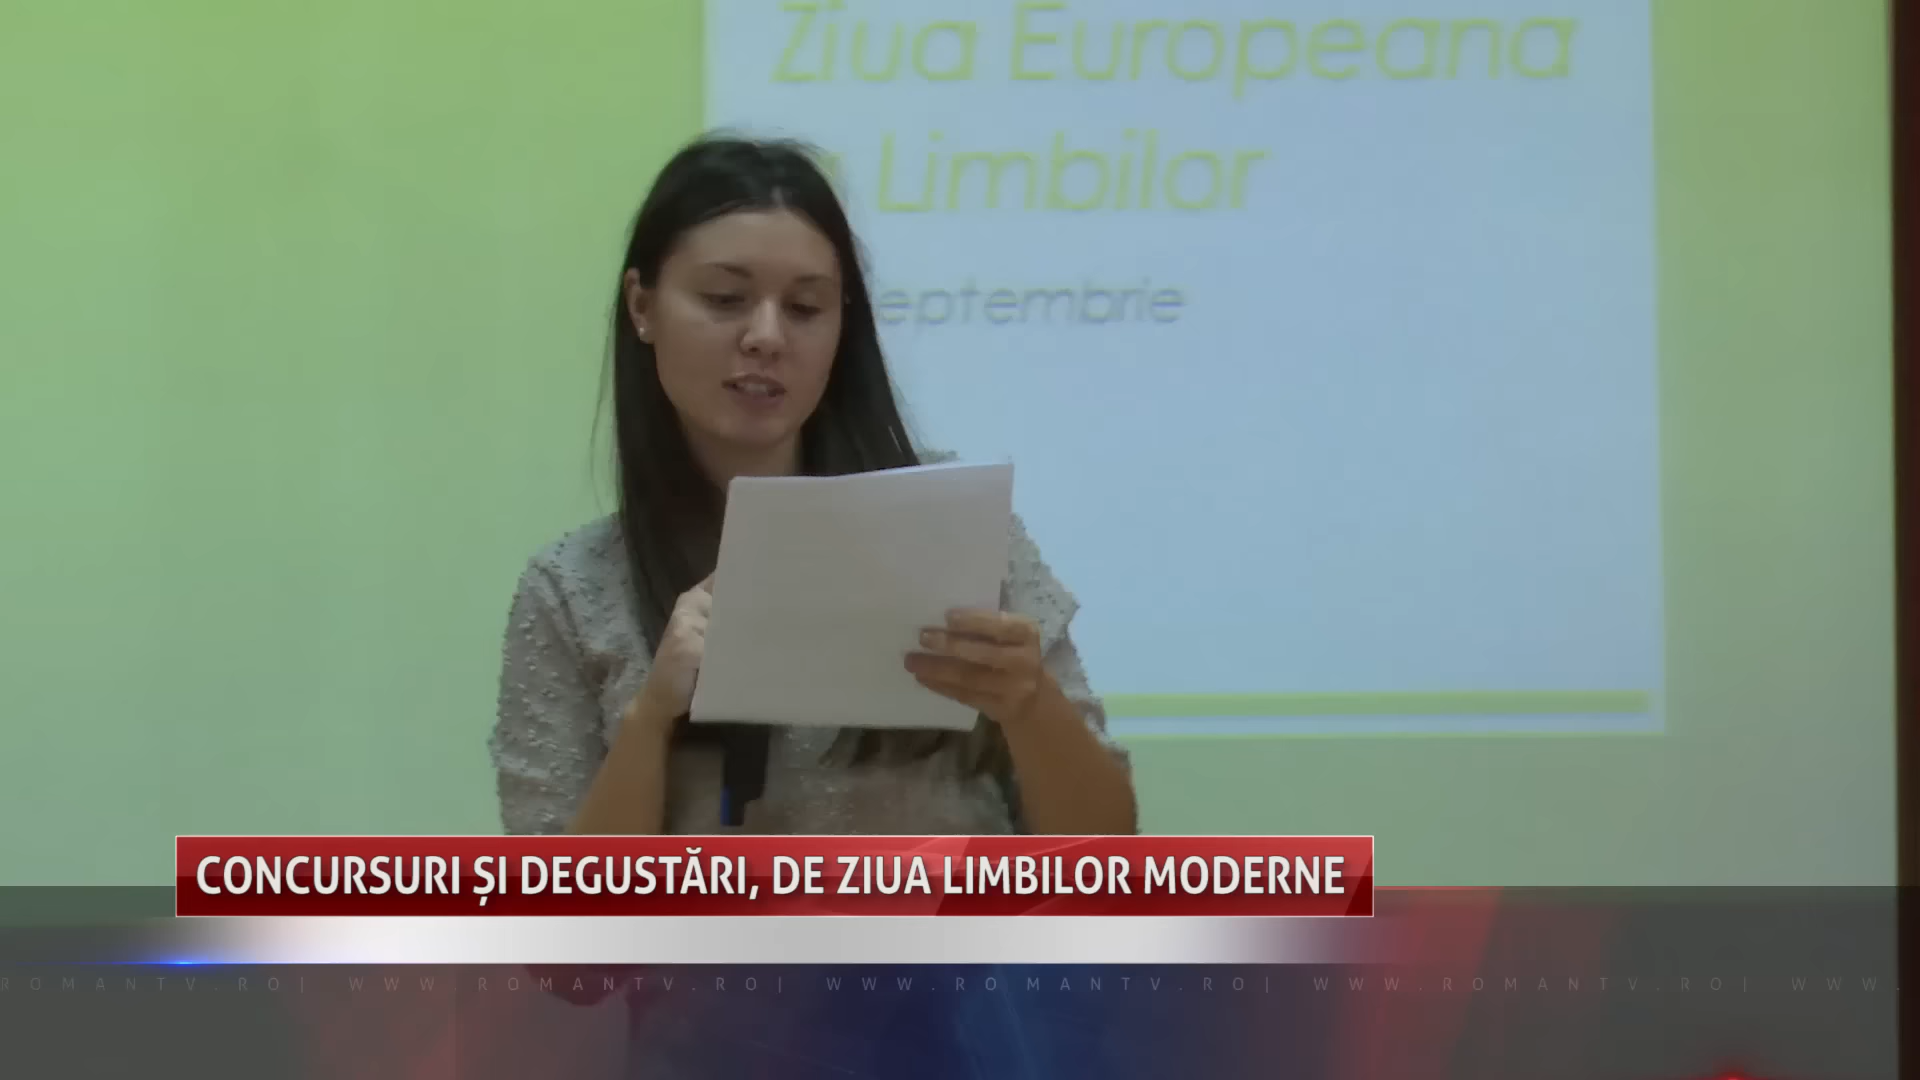 Ziua Europeana
Limbilor
eptembrie
CONCURSURI ȘI DEGUSTĂRI, DE ZIUA LIMBILOR MODERNE
ROMANTV.RO| WWW.ROMANTV.RO| WWW.ROMANTV.RO| WWW.ROMANTV.RO| WWW.